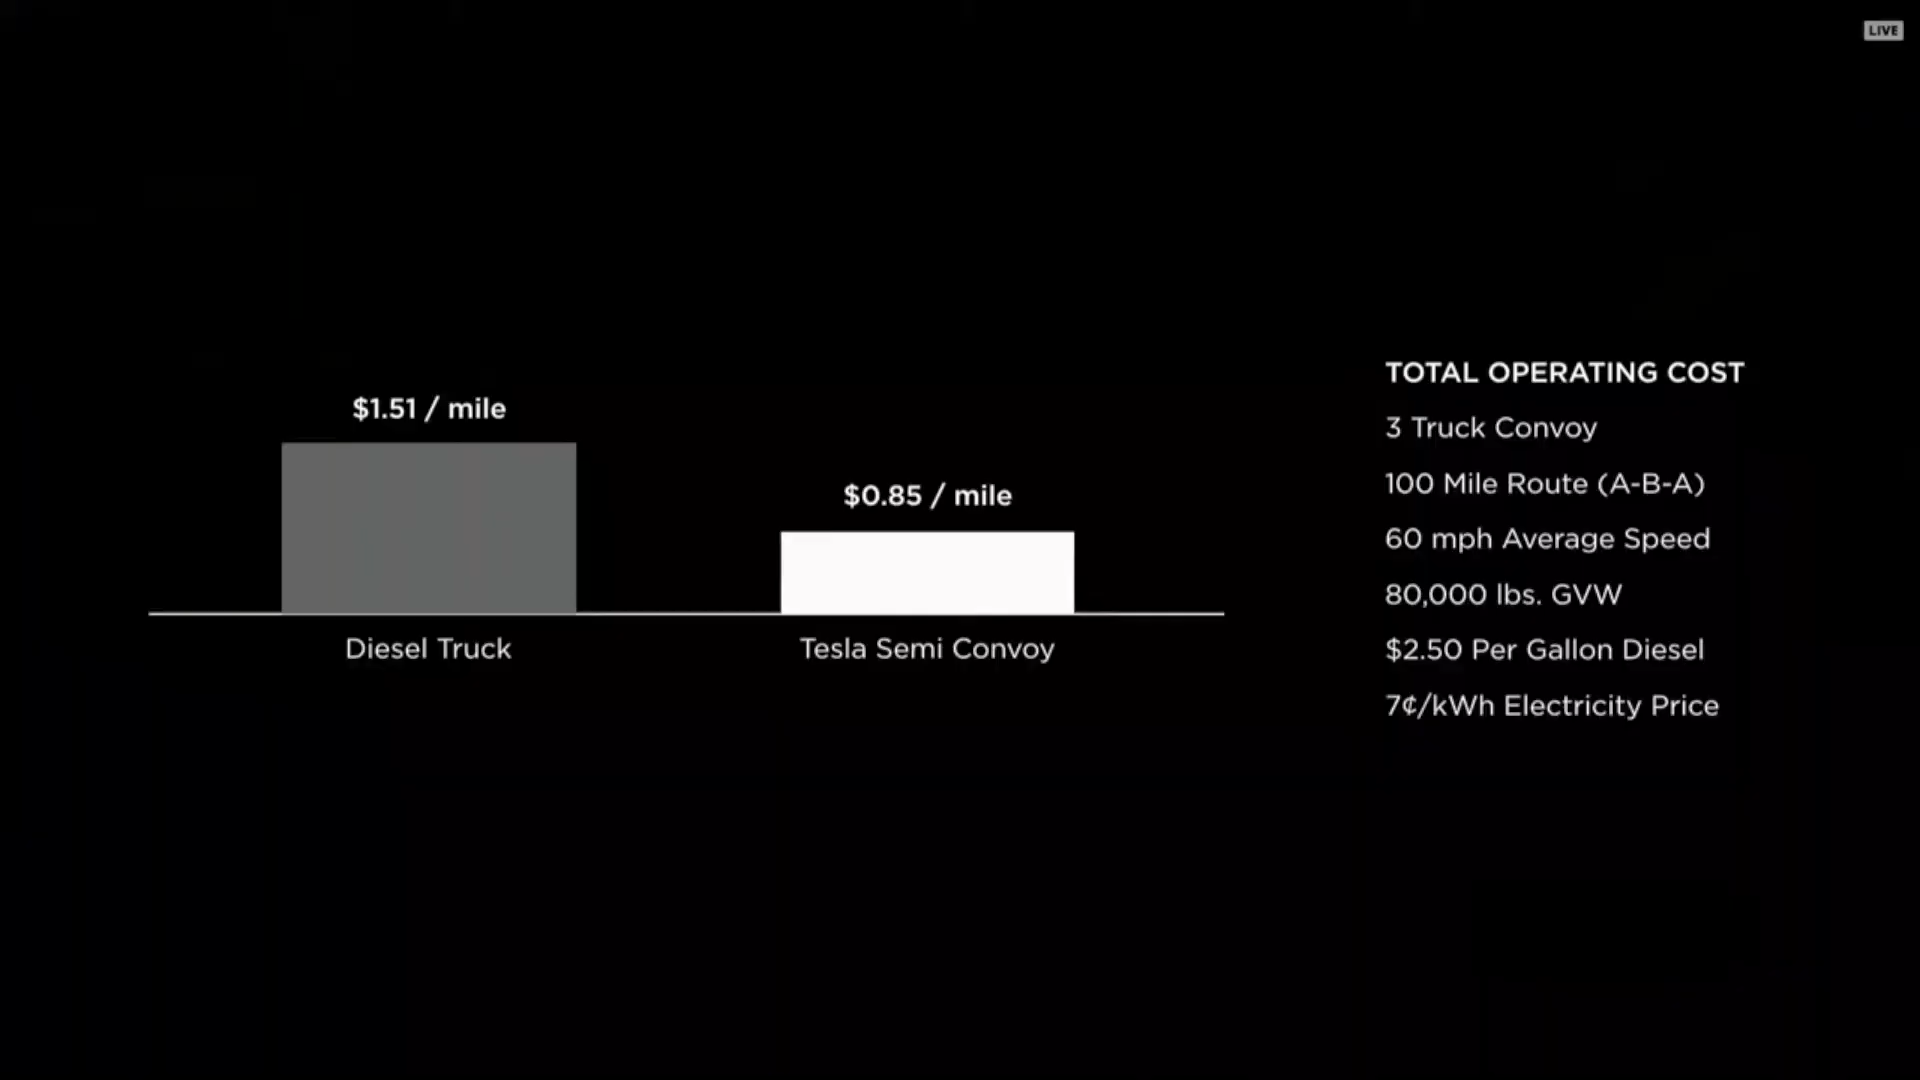 LIVE
$1.51 / mile
$0.85 / mile
Diesel Truck
Tesla Semi Convoy
TOTAL OPERATING COST
3 Truck Convoy
100 Mile Route (A-B-A)
60 mph Average Speed
80,000 lbs. GVW
$2.50 Per Gallon Diesel
7¢/kWh Electricity Price